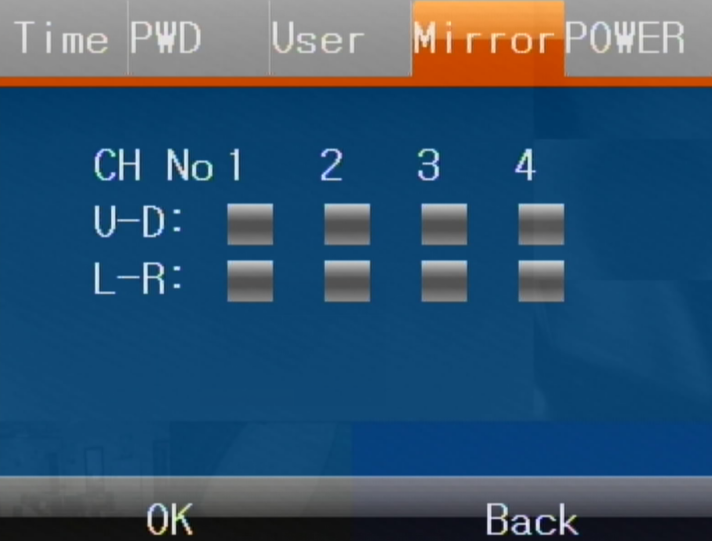 Time PWD User Mirror POWER
CH No 1 2 3 4
U-D:
L-R:
OK Back